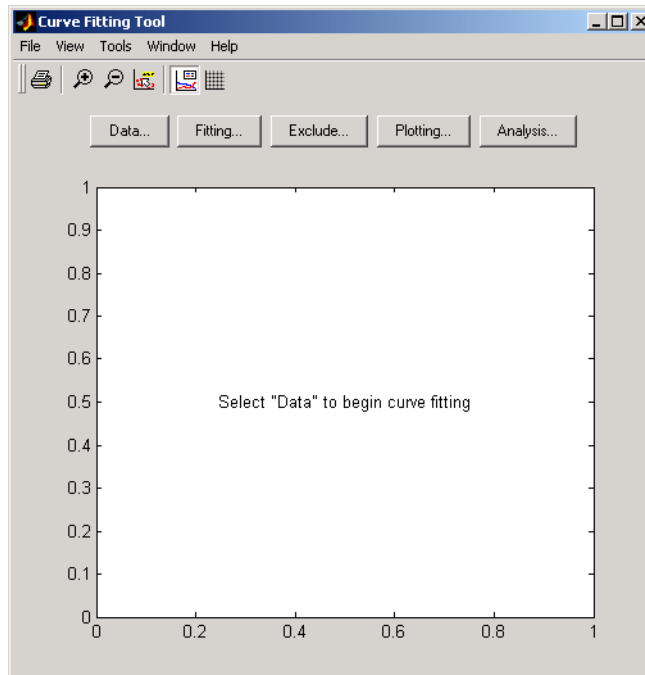 Curve Fitting Tool
File View Tools Window Help
Data... Fitting... Exclude... Plotting... Analysis...
1
0.9
0.8
0.7
0.6
0.5
Select "Data" to begin curve fitting
0.4
0.3
0.2
0.1
0
0 0.2 0.4 0.6 0.8 1